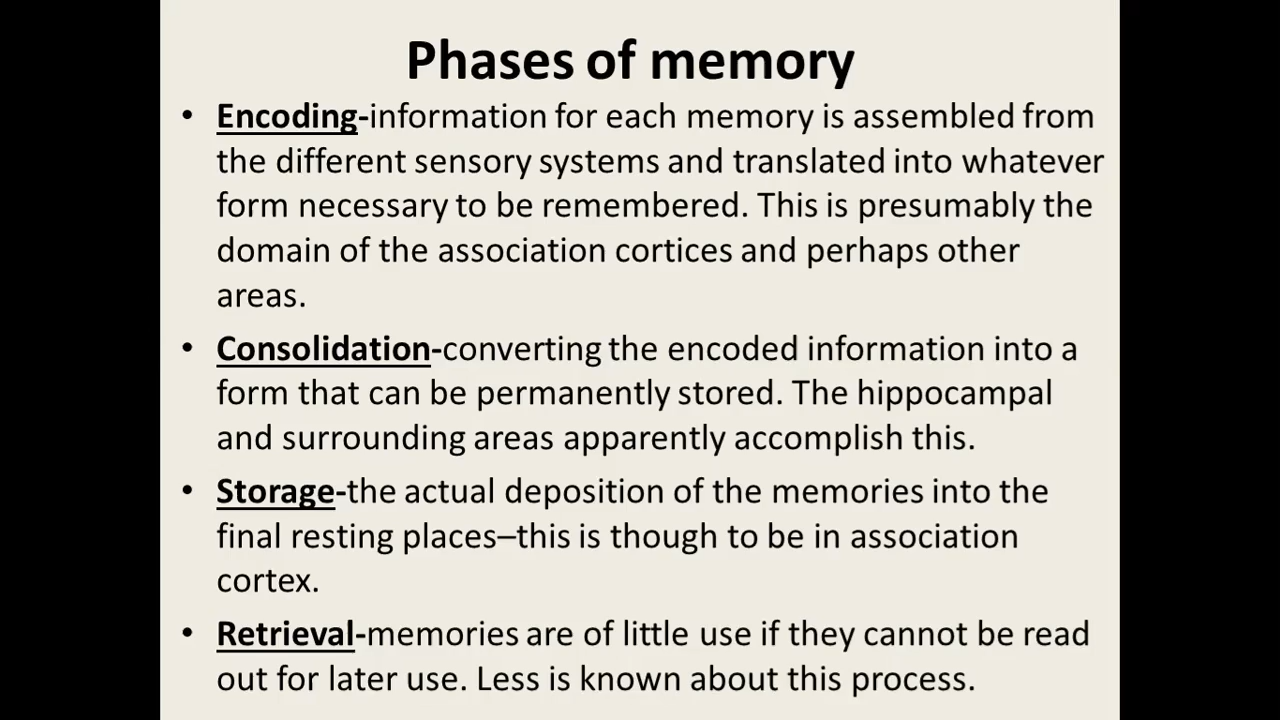 Phases of memory
• Encoding-information for each memory is assembled from
the different sensory systems and translated into whatever
form necessary to be remembered. This is presumably the
domain of the association cortices and perhaps other
areas.
• Consolidation-converting the encoded information into a
form that can be permanently stored. The hippocampal
and surrounding areas apparently accomplish this.
• Storage-the actual deposition of the memories into the
final resting places–this is though to be in association
cortex.
• Retrieval-memories are of little use if they cannot be read
out for later use. Less is known about this process.